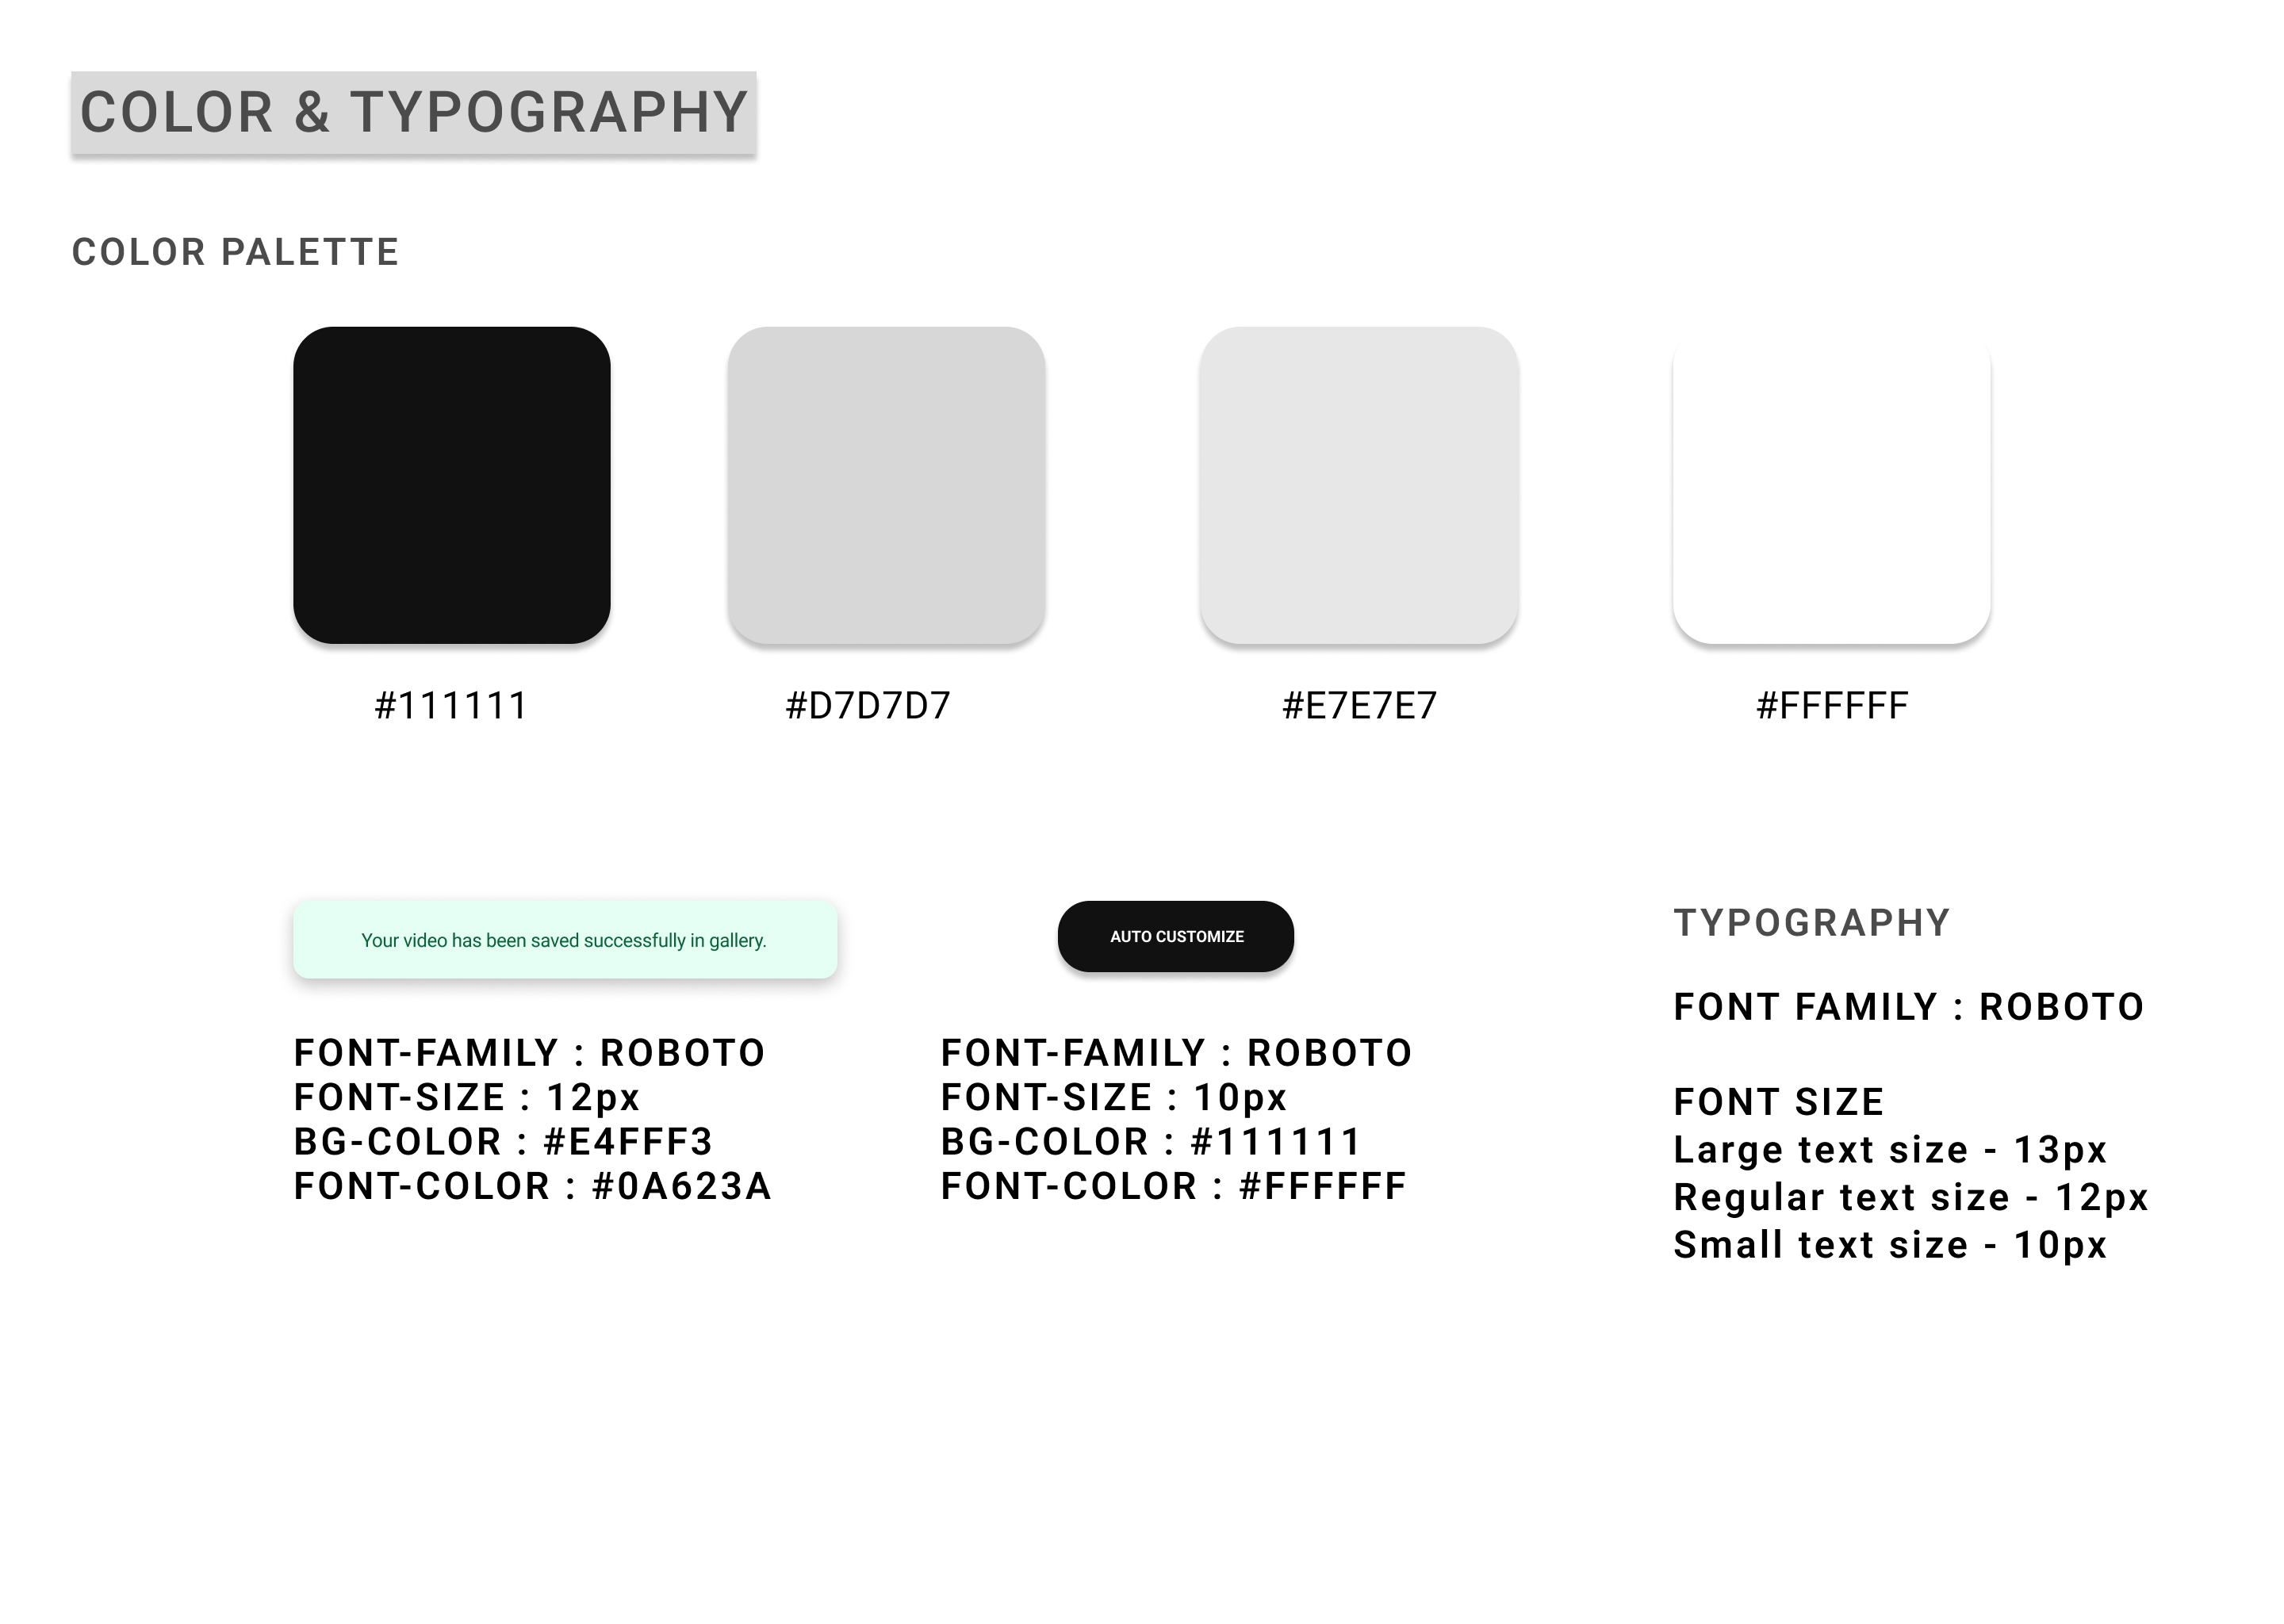 COLOR & TYPOGRAPHY
COLOR PALETTE
#111111
#D7D7D7
#E7E7E7
#FFFFFF
Your video has been saved successfully in gallery.
FONT-FAMILY : ROBOTO
FONT-SIZE : 12px
BG-COLOR : #E4FFF3
FONT-COLOR : #0A623A
AUTO CUSTOMIZE
FONT-FAMILY : ROBOTO
FONT-SIZE : 10px
BG-COLOR : #111111
FONT-COLOR : #FFFFFF
TYPOGRAPHY
FONT FAMILY : ROBOTO
FONT SIZE
Large text size - 13px
Regular text size - 12px
Small text size - 10px